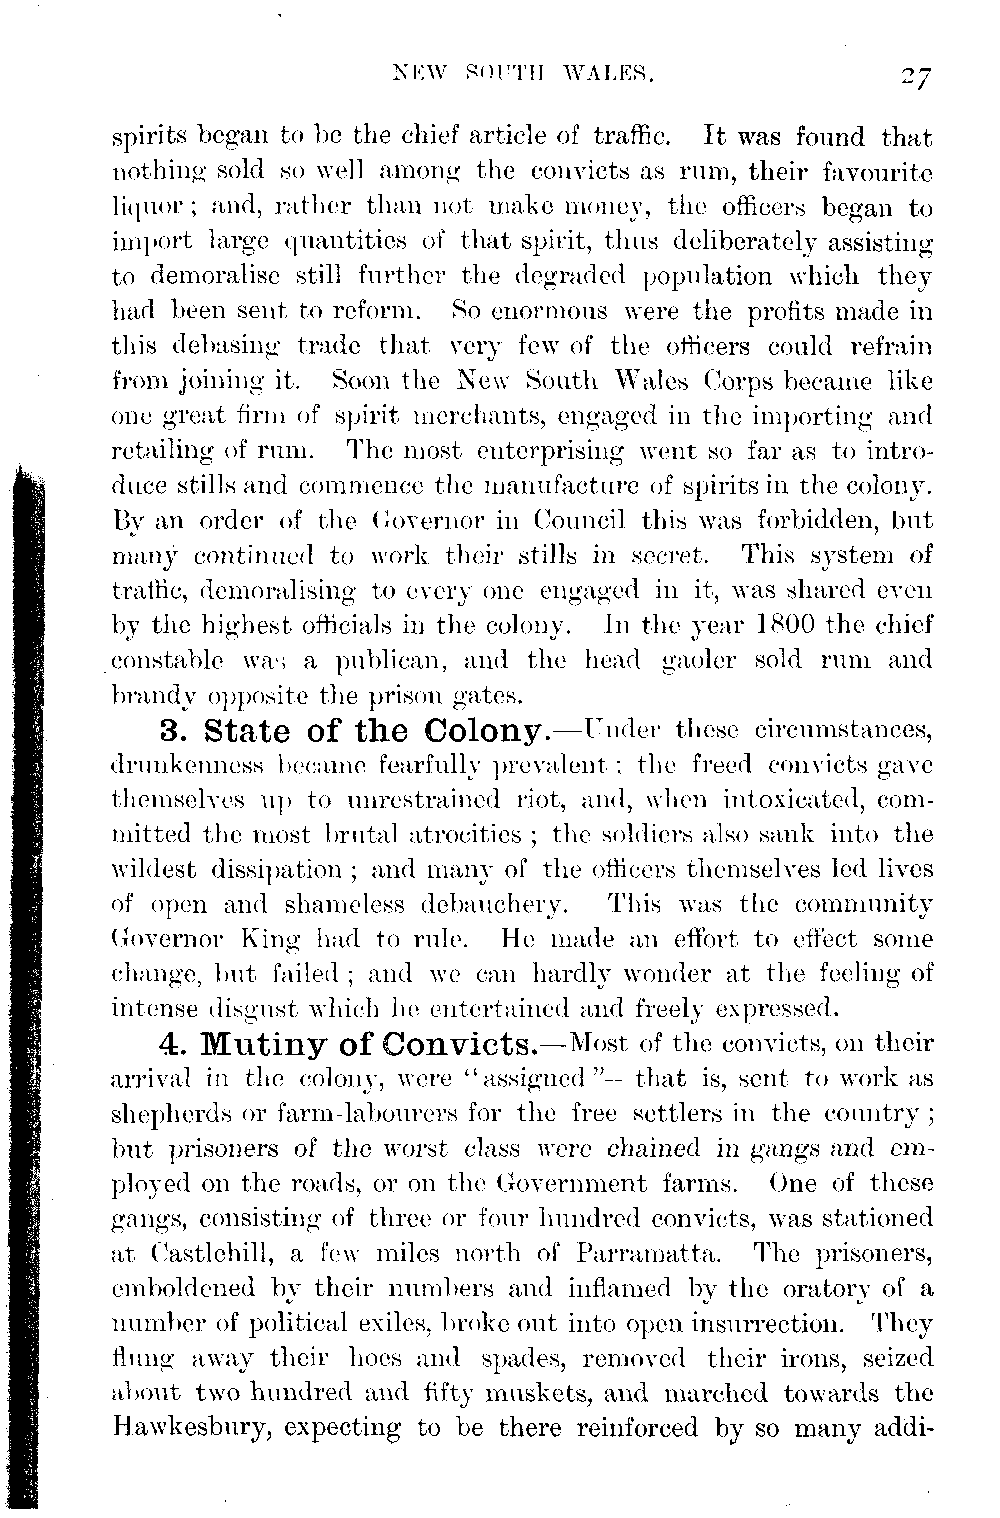 NEW SOUTH WALES. 27
spirits began to be the chief article of traffic. It was found that
nothing sold so well among the convicts as rum, their favourite
liquor ; and, rather than not make money, the officers began to
import large quantities of that spirit, thus deliberately assisting
to demoralise still further the degraded population which they
had been sent to reform. So enormous were the profits made in
this debasing trade that very few of the officers could refrain
from joining it. Soon the New South Wales Corps became like
one great firm of spirit merchants, engaged in the importing and
retailing of rum. The most enterprising went so far as to intro-
duce stills and commence the manufacture of spirits in the colony.
By an order of the Governor in Council this was forbidden, but
many continued to work their stills in secret. This system of
traffic, demoralising to every one engaged in it, was shared even
by the highest officials in the colony. In the year 1800 the chief
constable was a publican, and the head gaoler sold rum and
brandy opposite the prison gates.
3. State of the Colony.—Under these circumstances,
drunkenness became fearfully prevalent ; the freed convicts gave
themselves up to unrestrained riot, and, when intoxicated, com-
mitted the most brutal atrocities ; the soldiers also sank into the
wildest dissipation ; and many of the officers themselves led lives
of open and shameless debauchery. This was the community
Governor King had to rule. He made an effort to effect some
change, but failed ; and we can hardly wonder at the feeling of
intense disgust which he entertained and freely expressed.
4. Mutiny of Convicts.—Most of the convicts, on their
arrival in the colony, were "assigned"—that is, sent to work as
shepherds or farm-labourers for the free settlers in the country ;
but prisoners of the worst class were chained in gangs and em-
ployed on the roads, or on the Government farms. One of these
gangs, consisting of three or four hundred convicts, was stationed
at Castlehill, a few miles north of Parramatta. The prisoners,
emboldened by their numbers and inflamed by the oratory of a
number of political exiles, broke out into open insurrection. They
flung away their hoes and spades, removed their irons, seized
about two hundred and fifty muskets, and marched towards the
Hawkesbury, expecting to be there reinforced by so many addi-